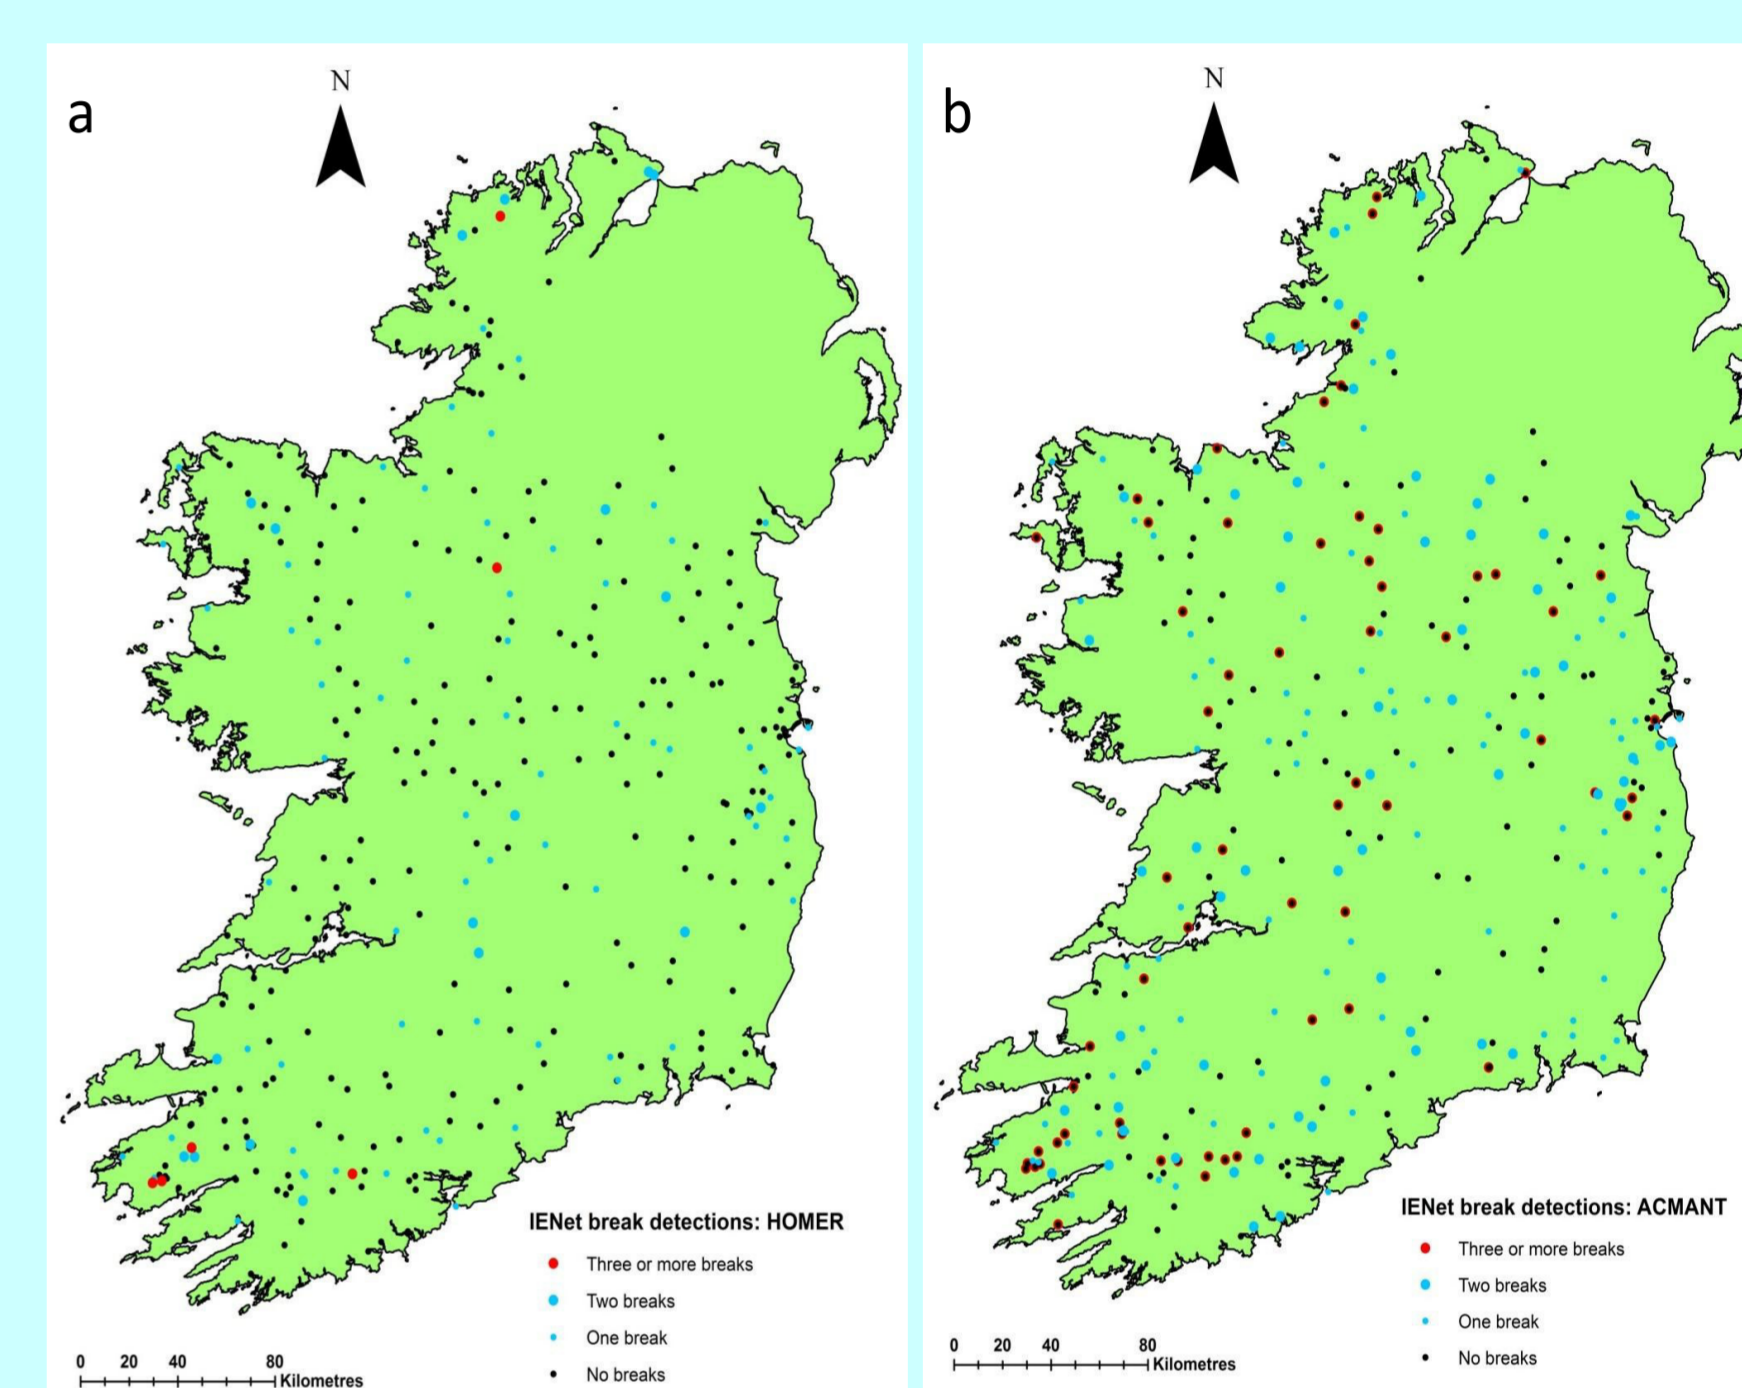 a
N
IENet break detections: HOMER
Three or more breaks
Two breaks
One break
No breaks
0 20 40 80
Kilometres
b
N
IENet break detections: ACMANT
Three or more breaks
Two breaks
One break
No breaks
0 20 40 80
Kilometres